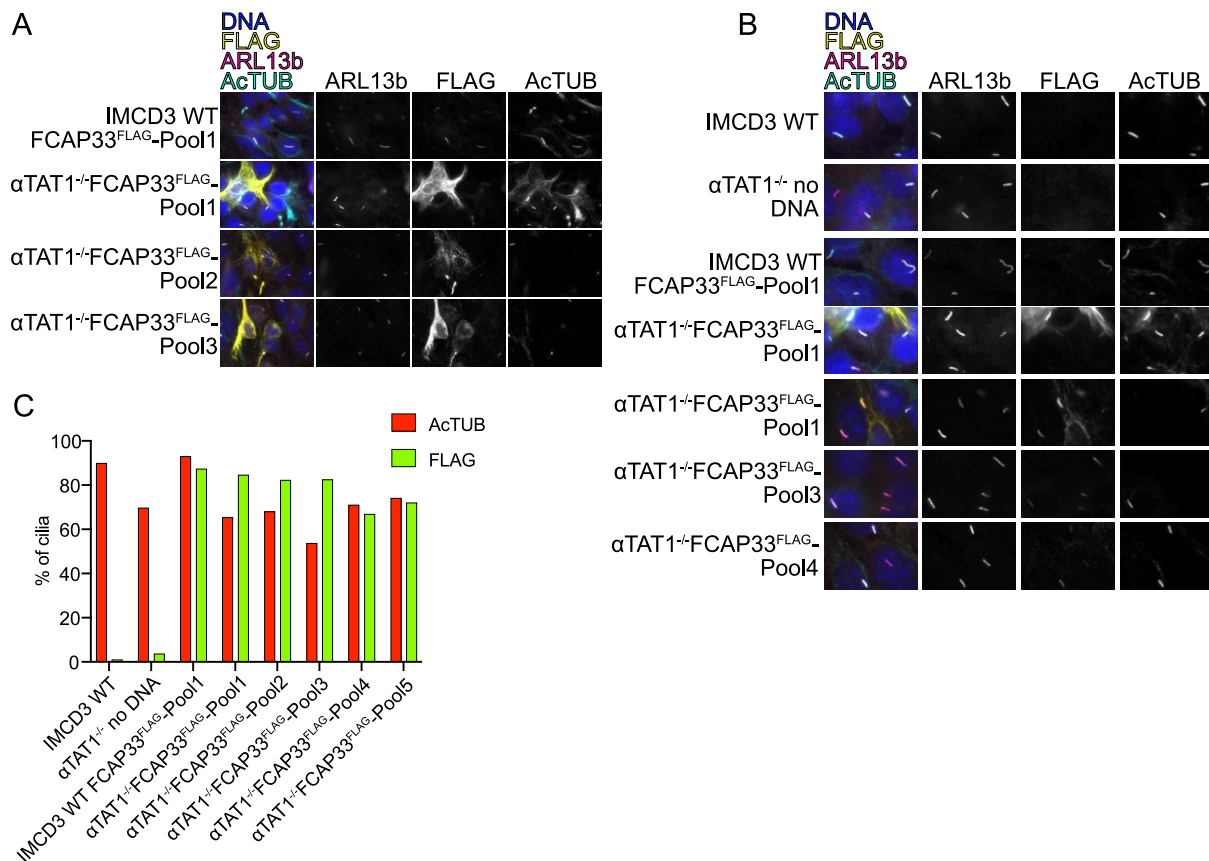 A
DNA
FLAG
ARL13b
AcTUB ARL13b FLAG AcTUB
IMCD3 WT
FCAP33FLAG-Pool1
αTAT1-/-FCAP33FLAG-
Pool1
αTAT1-/-FCAP33FLAG-
Pool2
αTAT1-/-FCAP33FLAG-
Pool3
B
DNA
FLAG
ARL13b
AcTUB ARL13b FLAG AcTUB
IMCD3 WT
αTAT1-/- no
DNA
IMCD3 WT
FCAP33FLAG-Pool1
αTAT1-/-FCAP33FLAG-
Pool1
αTAT1-/-FCAP33FLAG-
Pool1
αTAT1-/-FCAP33FLAG-
Pool3
αTAT1-/-FCAP33FLAG-
Pool4
C
AcTUB
FLAG
% of cilia
100
80
60
40
20
0
IMCD3 WT
αTAT1-/- no DNA
IMCD3 WT FCAP33FLAG-Pool1
αTAT1-/-FCAP33FLAG-Pool1
αTAT1-/-FCAP33FLAG-Pool2
αTAT1-/-FCAP33FLAG-Pool3
αTAT1-/-FCAP33FLAG-Pool4
αTAT1-/-FCAP33FLAG-Pool5